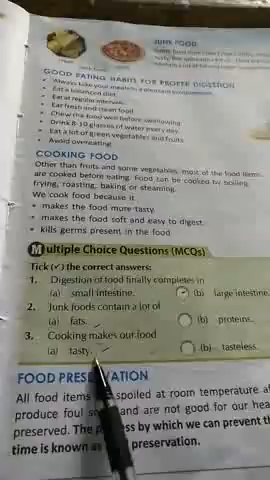 JUNK FOOD
GOOD EATING HABITS FOR PROPER DIGESTION
• Always take your meals in a pleasant environment.
• Eat a balanced diet.
• Eat at regular intervals.
• Eat fresh and clean food.
• Chew the food well before swallowing.
• Drink 8-10 glasses of water every day.
• Eat a lot of green vegetables and fruits.
• Avoid overeating.
COOKING FOOD
Other than fruits and some vegetables, most of the food items
are cooked before eating. Food can be cooked by boiling,
frying, roasting, baking or steaming.
We cook food because it
• makes the food more tasty.
• makes the food soft and easy to digest.
• kills germs present in the food.
Multiple Choice Questions (MCQs)
Tick (✓) the correct answers:
1. Digestion of food finally completes in
(a) small intestine. (b) large intestine.
2. Junk foods contain a lot of
(a) fats. (b) proteins.
3. Cooking makes our food
(a) tasty. (b) tasteless.
FOOD PRESERVATION
All food items spoiled at room temperature
produce foul and are not good for our
preserved. The by which we can prevent
time is known as preservation.